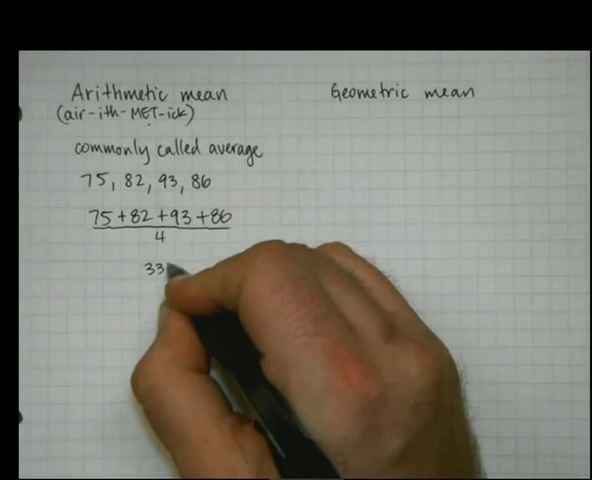 Arithmetic mean
(air-ith-MET-ick)
commonly called average
75, 82, 93, 86
75+82+93+86
4
33
Geometric mean